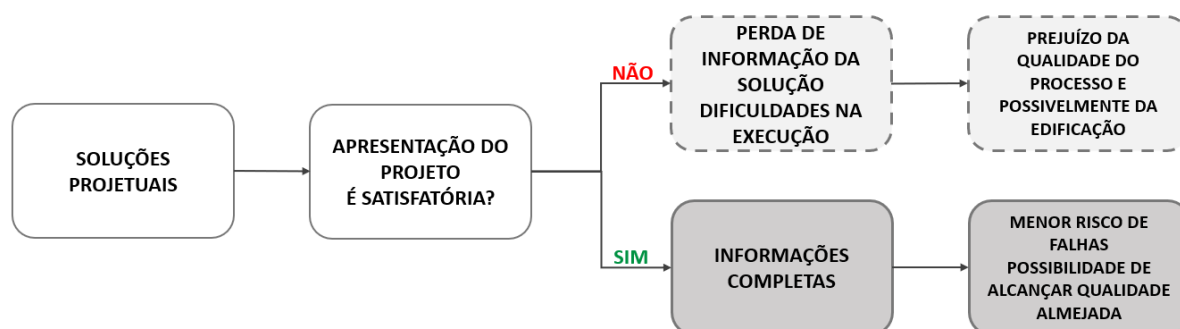 SOLUÇÕES
PROJETUAIS
APRESENTAÇÃO DO
PROJETO
É SATISFATÓRIA?
NÃO
PERDA DE
INFORMAÇÃO DA
SOLUÇÃO
DIFICULDADES NA
EXECUÇÃO
PREJUÍZO DA
QUALIDADE DO
PROCESSO E
POSSIVELMENTE DA
EDIFICAÇÃO
SIM
INFORMAÇÕES
COMPLETAS
MENOR RISCO DE
FALHAS
POSSIBILIDADE DE
ALCANÇAR QUALIDADE
ALMEJADA